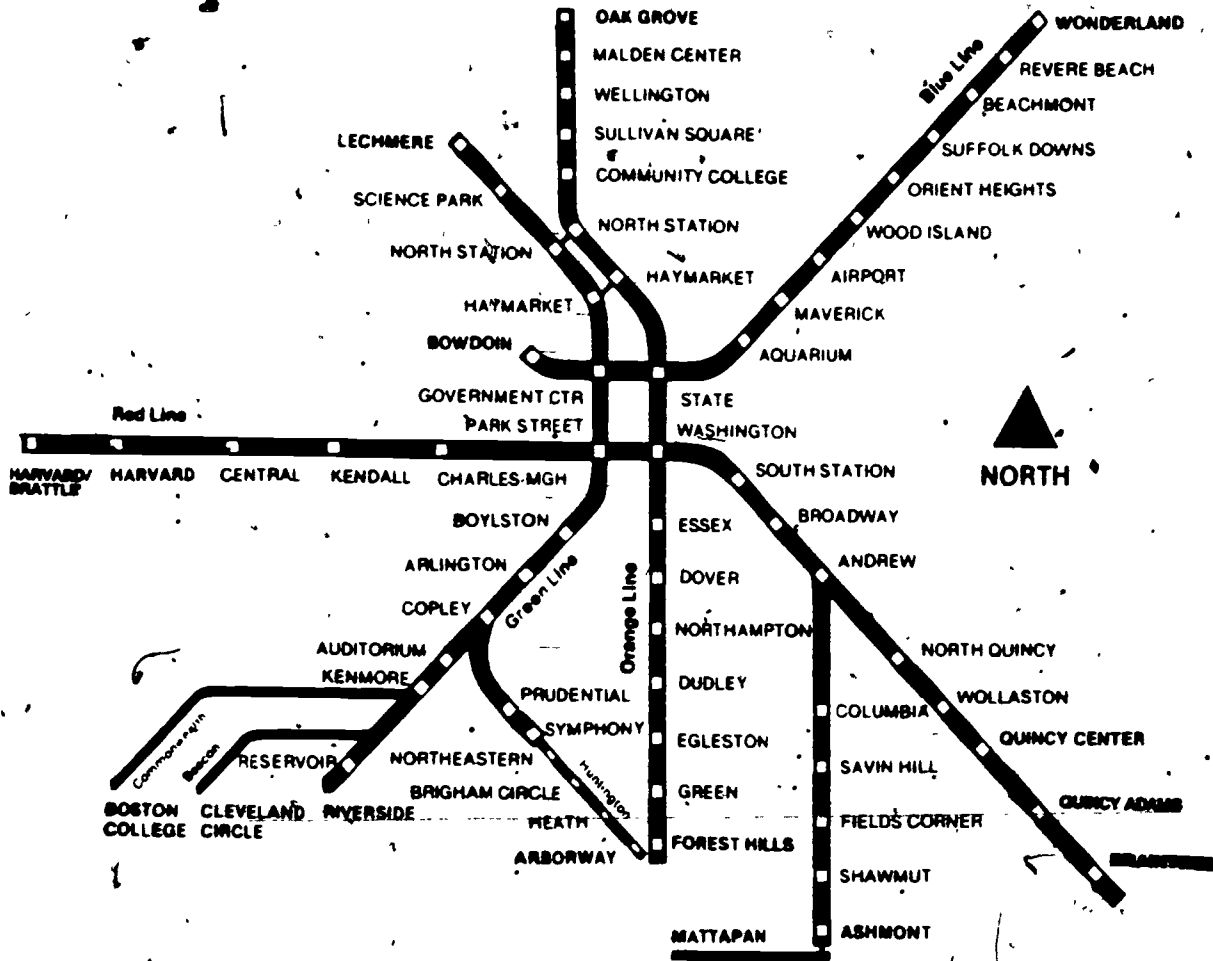 OAK GROVE
MALDEN CENTER
WELLINGTON
SULLIVAN SQUARE
COMMUNITY COLLEGE
NORTH STATION
HAYMARKET
WONDERLAND
REVERE BEACH
BEACHMONT
SUFFOLK DOWNS
ORIENT HEIGHTS
WOOD ISLAND
AIRPORT
MAVERICK
AQUARIUM
Blue Line
LECHMERE
SCIENCE PARK
NORTH STATION
HAYMARKET
BOWDOIN
GOVERNMENT CTR
PARK STREET
STATE
WASHINGTON
Red Line
HARVARD/
BRATTLE
HARVARD
CENTRAL
KENDALL
CHARLES-MGH
SOUTH STATION
BROADWAY
ANDREW
NORTH
BOYLSTON
ARLINGTON
COPLEY
Green Line
AUDITORIUM
KENMORE
RESERVOIR
Commonwealth
Beacon
BOSTON
COLLEGE
CLEVELAND
CIRCLE
RIVERSIDE
PRUDENTIAL
SYMPHONY
NORTHEASTERN
BRIGHAM CIRCLE
HEATH
ARBORWAY
Huntington
Orange Line
ESSEX
DOVER
NORTHAMPTON
DUDLEY
EGLESTON
GREEN
FOREST HILLS
COLUMBIA
SAVIN HILL
FIELDS CORNER
SHAWMUT
ASHMONT
MATTAPAN
NORTH QUINCY
WOLLASTON
QUINCY CENTER
QUINCY ADAMS